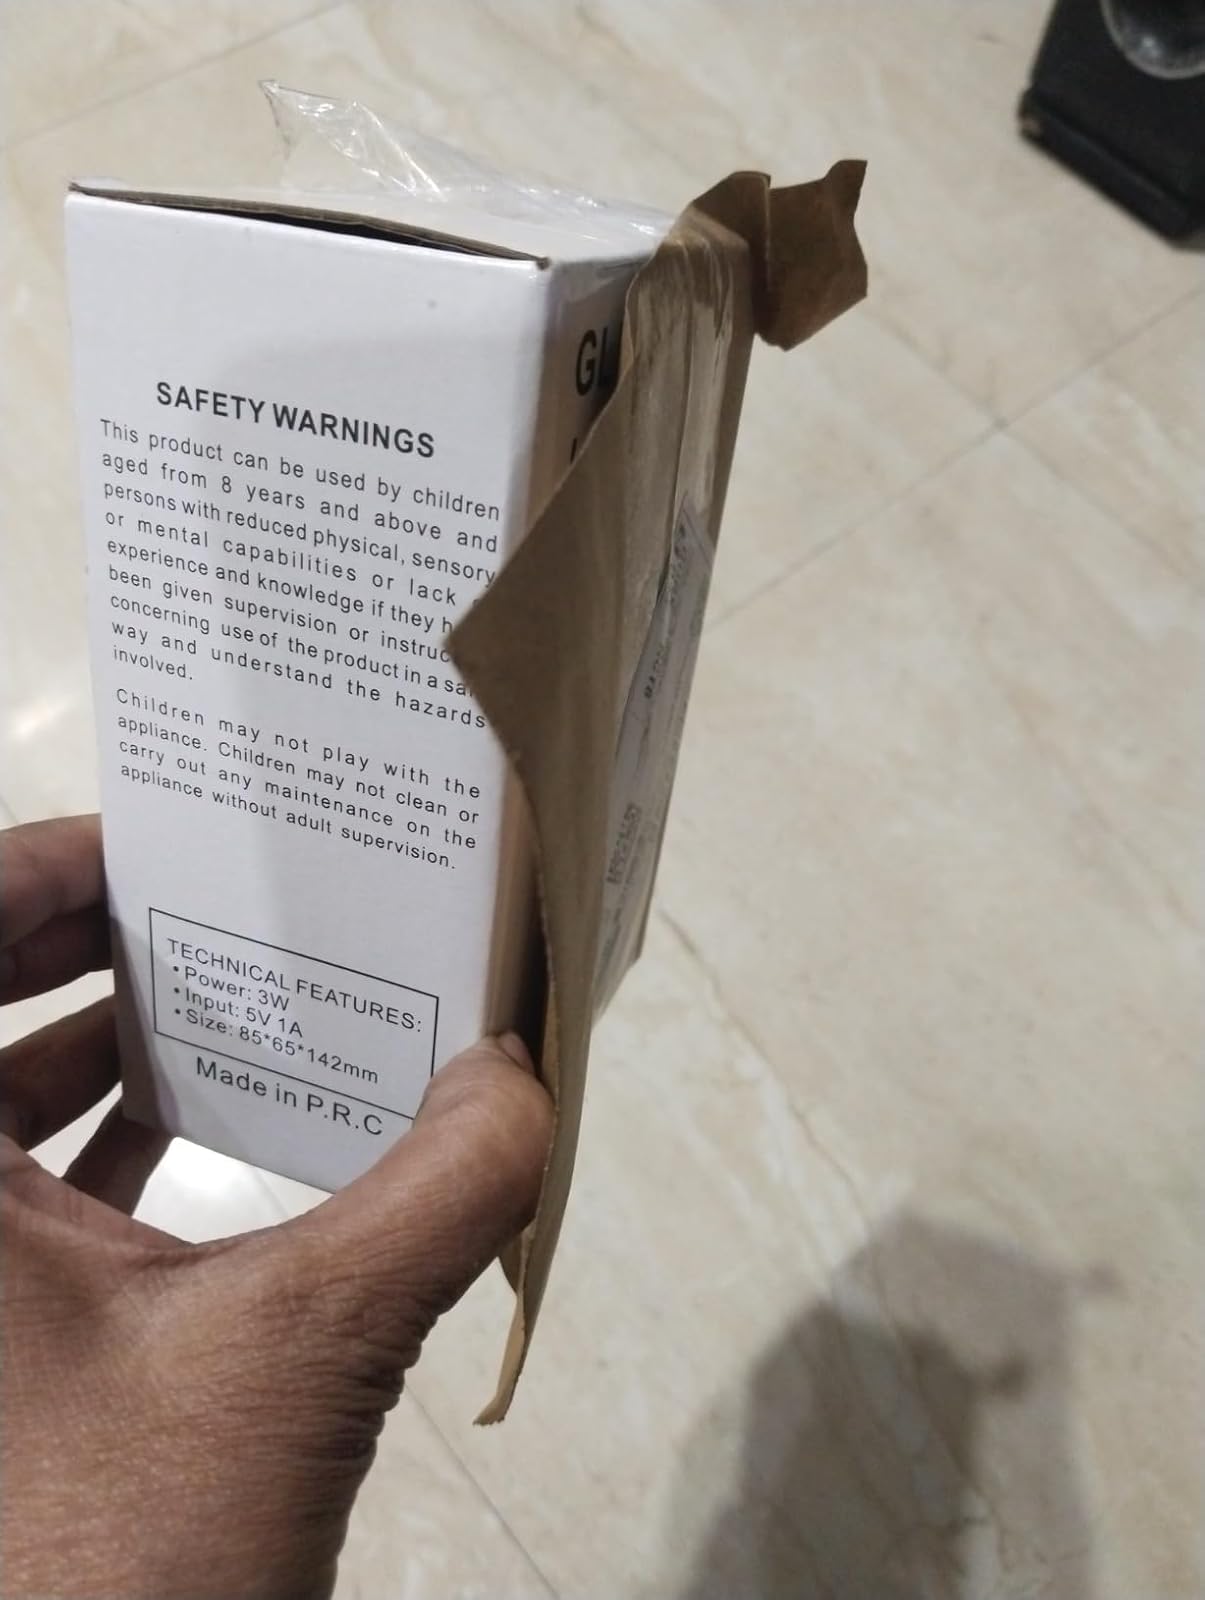 SAFETY WARNINGS
This product can be used by children
aged from 8 years and above and
persons with reduced physical, sensory
or mental capabilities or lack
experience and knowledge if they
been given supervision or
concerning use of the product in a
way and understand the hazards
involved.
Children may not play with the
appliance. Children may not clean or
carry out any maintenance on the
appliance without adult supervision.
TECHNICAL FEATURES:
• Power: 3W
• Input: 5V 1A
• Size: 85*65*142mm
Made in P.R.C
GL